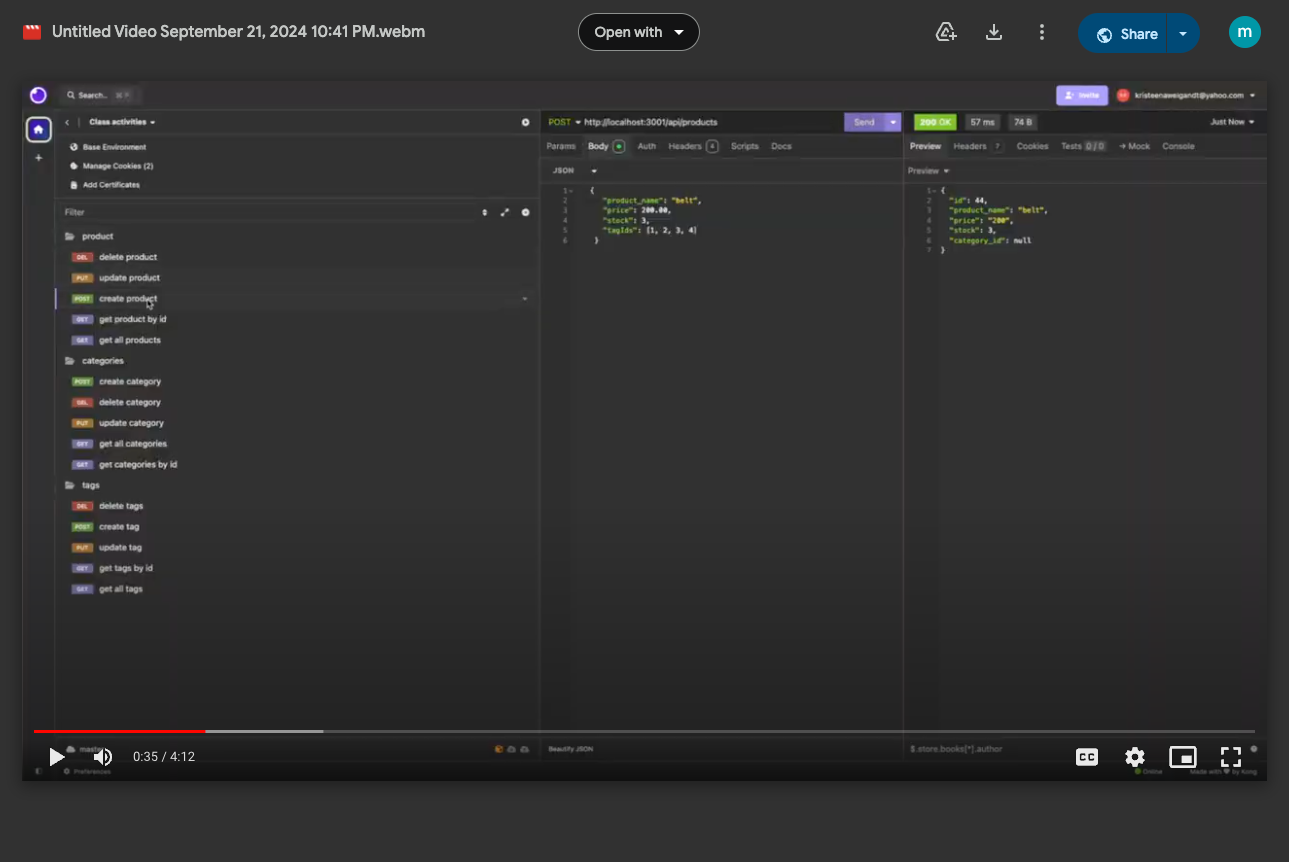 Untitled Video September 21, 2024 10:41 PM.webm
Open with
Share
m
Search..
Invite
kristeenaweigandt@yahoo.com
Class activities
POST
http://localhost:3001/api/products
Send
200 OK
57 ms
74 B
Just Now
Base Environment
Manage Cookies (2)
Add Certificates
Params
Body
Auth
Headers 4
Scripts
Docs
Preview
Headers 7
Cookies
Tests 0 / 0
→ Mock
Console
JSON
Preview
Filter
product
DEL delete product
PUT update product
POST create product
GET get product by id
GET get all products
categories
POST create category
DEL delete category
PUT update category
GET get all categories
GET get categories by id
tags
DEL delete tags
POST create tag
PUT update tag
GET get tags by id
GET get all tags
1 {
2 "product_name": "belt",
3 "price": 200.00,
4 "stock": 3,
5 "tagIds": [1, 2, 3, 4]
6 }
1 {
2 "id": 44,
3 "product_name": "belt",
4 "price": "200",
5 "stock": 3,
6 "category_id": null
7 }
master
Beautify JSON
$.store.books[*].author
0:35 / 4:12
CC
Preferences
Online
Made with ♥ by Kong